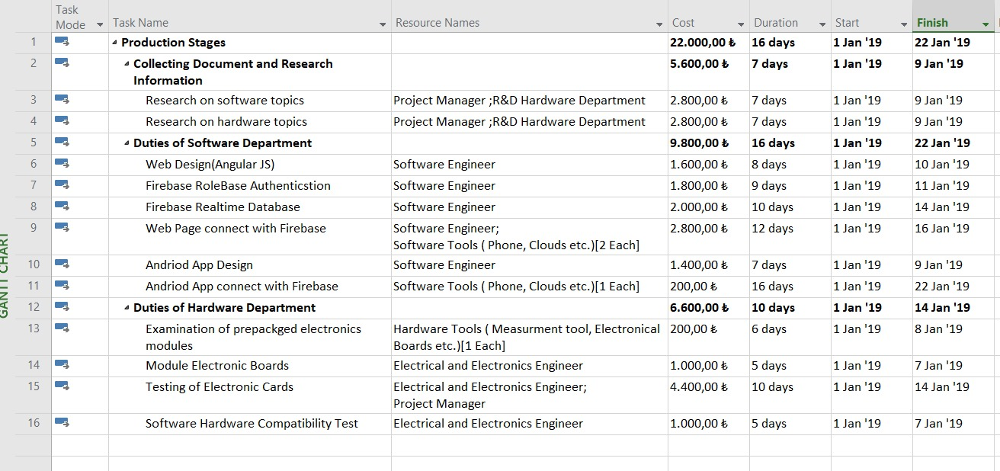 Task Mode Task Name Resource Names Cost Duration Start Finish
1 Production Stages 22.000,00 ₺ 16 days 1 Jan '19 22 Jan '19
2 Collecting Document and Research 5.600,00 ₺ 7 days 1 Jan '19 9 Jan '19
Information
3 Research on software topics Project Manager ;R&D Hardware Department 2.800,00 ₺ 7 days 1 Jan '19 9 Jan '19
4 Research on hardware topics Project Manager ;R&D Hardware Department 2.800,00 ₺ 7 days 1 Jan '19 9 Jan '19
5 Duties of Software Department 9.800,00 ₺ 16 days 1 Jan '19 22 Jan '19
6 Web Design(Angular JS) Software Engineer 1.600,00 ₺ 8 days 1 Jan '19 10 Jan '19
7 Firebase RoleBase Authenticstion Software Engineer 1.800,00 ₺ 9 days 1 Jan '19 11 Jan '19
8 Firebase Realtime Database Software Engineer 2.000,00 ₺ 10 days 1 Jan '19 14 Jan '19
9 Web Page connect with Firebase Software Engineer; 2.800,00 ₺ 12 days 1 Jan '19 16 Jan '19
Software Tools ( Phone, Clouds etc.)[2 Each]
10 Andriod App Design Software Engineer 1.400,00 ₺ 7 days 1 Jan '19 9 Jan '19
11 Andriod App connect with Firebase Software Tools ( Phone, Clouds etc.)[1 Each] 200,00 ₺ 16 days 1 Jan '19 22 Jan '19
12 Duties of Hardware Department 6.600,00 ₺ 10 days 1 Jan '19 14 Jan '19
13 Examination of prepackged electronics Hardware Tools ( Measurment tool, Electronical 200,00 ₺ 6 days 1 Jan '19 8 Jan '19
modules Boards etc.)[1 Each]
14 Module Electronic Boards Electrical and Electronics Engineer 1.000,00 ₺ 5 days 1 Jan '19 7 Jan '19
15 Testing of Electronic Cards Electrical and Electronics Engineer; 4.400,00 ₺ 10 days 1 Jan '19 14 Jan '19
Project Manager
16 Software Hardware Compatibility Test Electrical and Electronics Engineer 1.000,00 ₺ 5 days 1 Jan '19 7 Jan '19
GANTT CHART